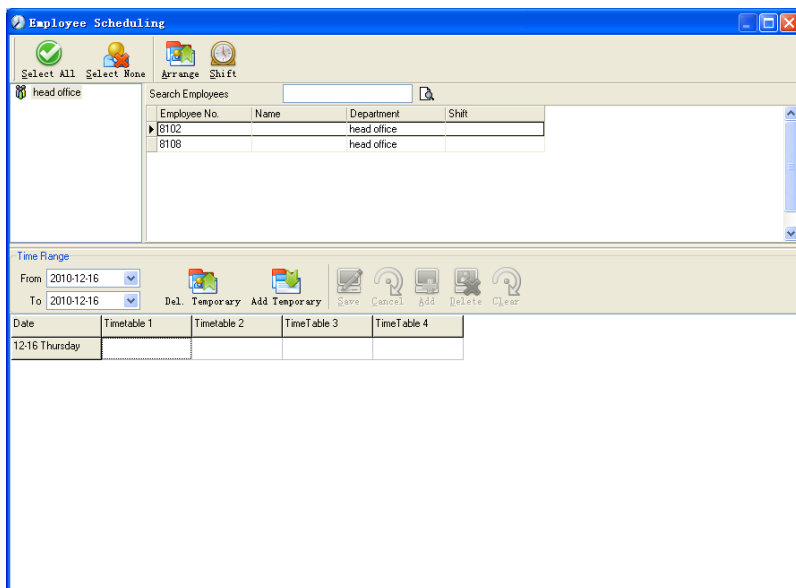 Employee Scheduling
Select All Select None Arrange Shift
head office
Search Employees
Employee No. Name Department Shift
8102 head office
8108 head office
Time Range
From 2010-12-16
To 2010-12-16
Del. Temporary Add Temporary Save Cancel Add Delete Clear
Date Timetable 1 Timetable 2 TimeTable 3 TimeTable 4
12-16 Thursday